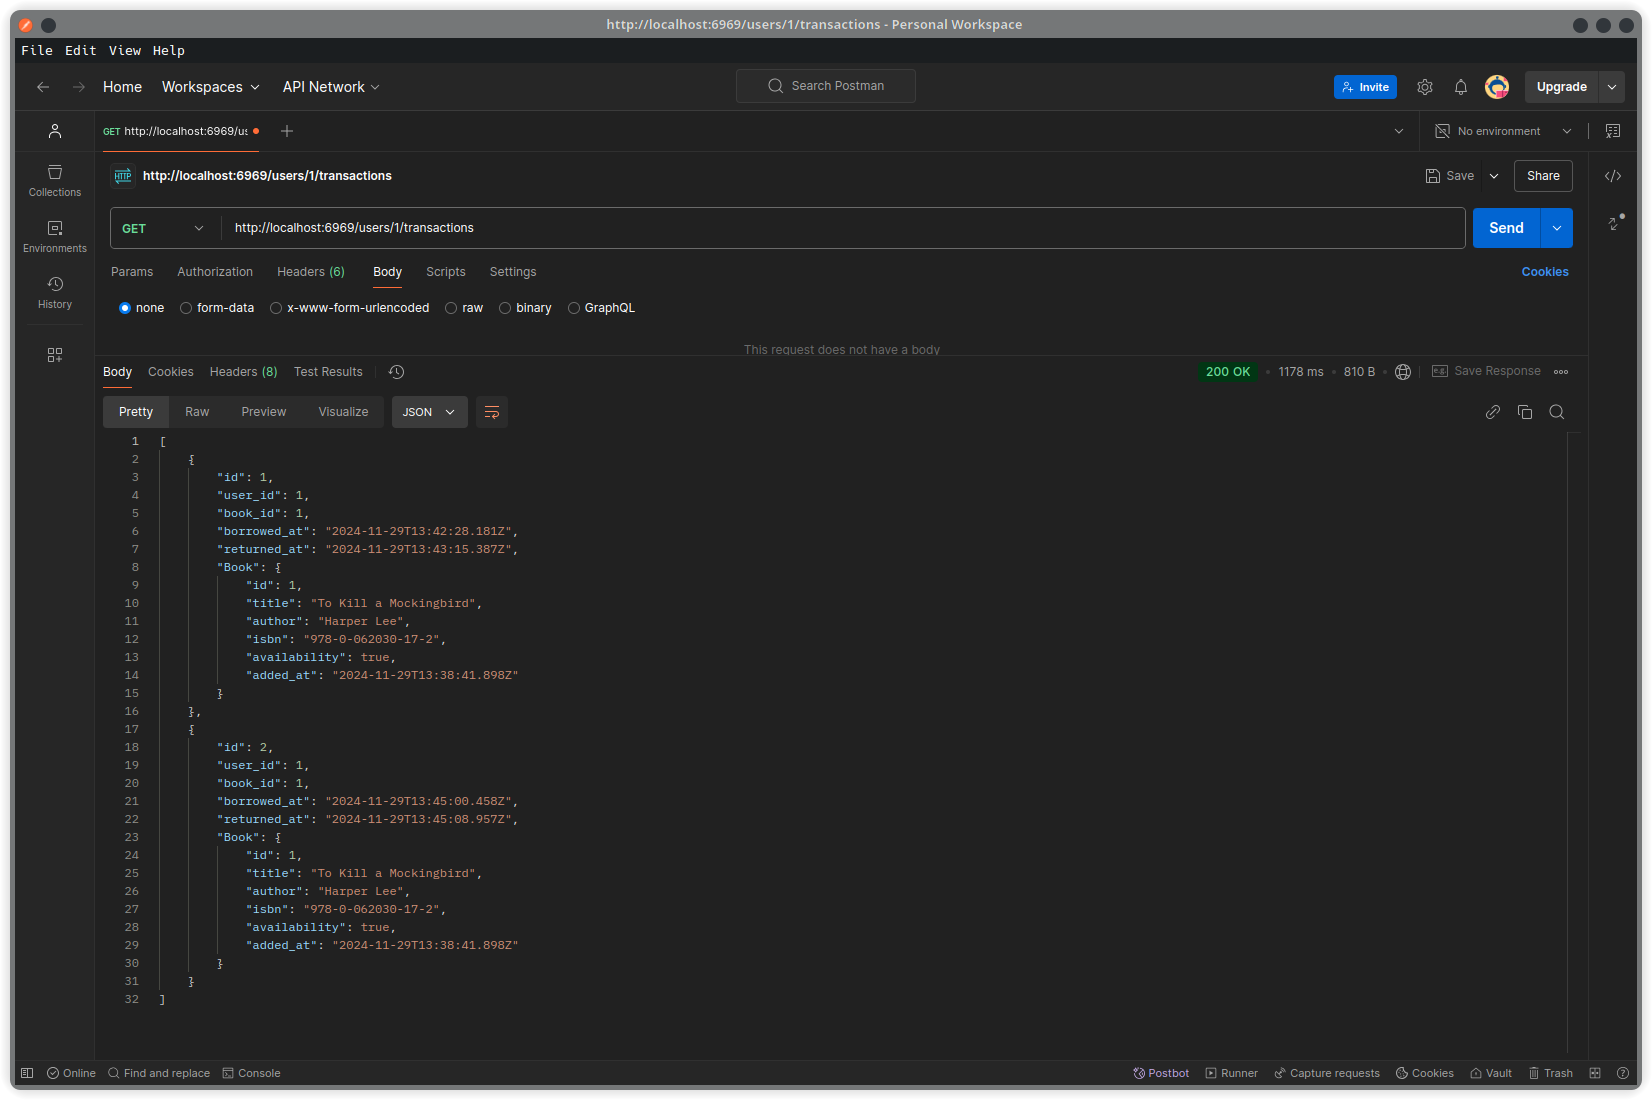 http://localhost:6969/users/1/transactions - Personal Workspace
File Edit View Help
Home Workspaces API Network Search Postman Invite Upgrade
GET http://localhost:6969/us No environment
HTTP http://localhost:6969/users/1/transactions Save Share
Collections
GET http://localhost:6969/users/1/transactions Send
Environments
Params Authorization Headers (6) Body Scripts Settings Cookies
History
none form-data x-www-form-urlencoded raw binary GraphQL
This request does not have a body
Body Cookies Headers (8) Test Results 200 OK • 1178 ms • 810 B • e.g. Save Response
Pretty Raw Preview Visualize JSON
1 [
2 {
3 "id": 1,
4 "user_id": 1,
5 "book_id": 1,
6 "borrowed_at": "2024-11-29T13:42:28.181Z",
7 "returned_at": "2024-11-29T13:43:15.387Z",
8 "Book": {
9 "id": 1,
10 "title": "To Kill a Mockingbird",
11 "author": "Harper Lee",
12 "isbn": "978-0-062030-17-2",
13 "availability": true,
14 "added_at": "2024-11-29T13:38:41.898Z"
15 }
16 },
17 {
18 "id": 2,
19 "user_id": 1,
20 "book_id": 1,
21 "borrowed_at": "2024-11-29T13:45:00.458Z",
22 "returned_at": "2024-11-29T13:45:08.957Z",
23 "Book": {
24 "id": 1,
25 "title": "To Kill a Mockingbird",
26 "author": "Harper Lee",
27 "isbn": "978-0-062030-17-2",
28 "availability": true,
29 "added_at": "2024-11-29T13:38:41.898Z"
30 }
31 }
32 ]
Online Find and replace Console Postbot Runner Capture requests Cookies Vault Trash